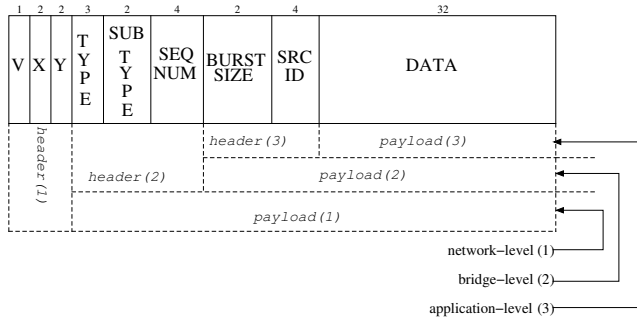 1 2 2 3 2 4 2 4 32
V X Y TYPE SUB TYPE SEQ NUM BURST SIZE SRC ID DATA
header(1)
header(3) payload(3)
header(2) payload(2)
payload(1)
network-level (1)
bridge-level (2)
application-level (3)